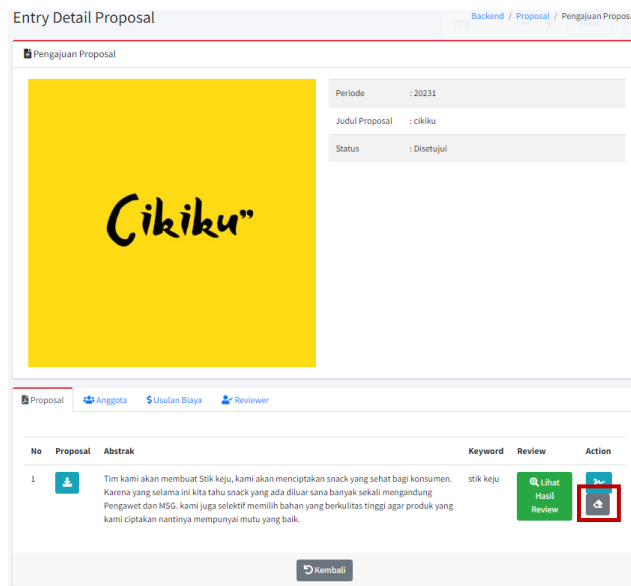 Entry Detail Proposal
Backend / Proposal / Pengajuan Proposal
Pengajuan Proposal
Cikiku”
Periode : 20231
Judul Proposal : cikiku
Status : Disetujui
Proposal Anggota Usulan Biaya Reviewer
No Proposal Abstrak Keyword Review Action
1 Tim kami akan membuat Stik keju, kami akan menciptakan snack yang sehat bagi konsumen. stik keju Lihat
Karena yang selama ini kita tahu snack yang ada diluar sana banyak sekali mengandung Hasil
Pengawet dan MSG. kami juga selektif memilih bahan yang berkulitas tinggi agar produk yang Review
kami ciptakan nantinya mempunyai mutu yang baik.
Kembali